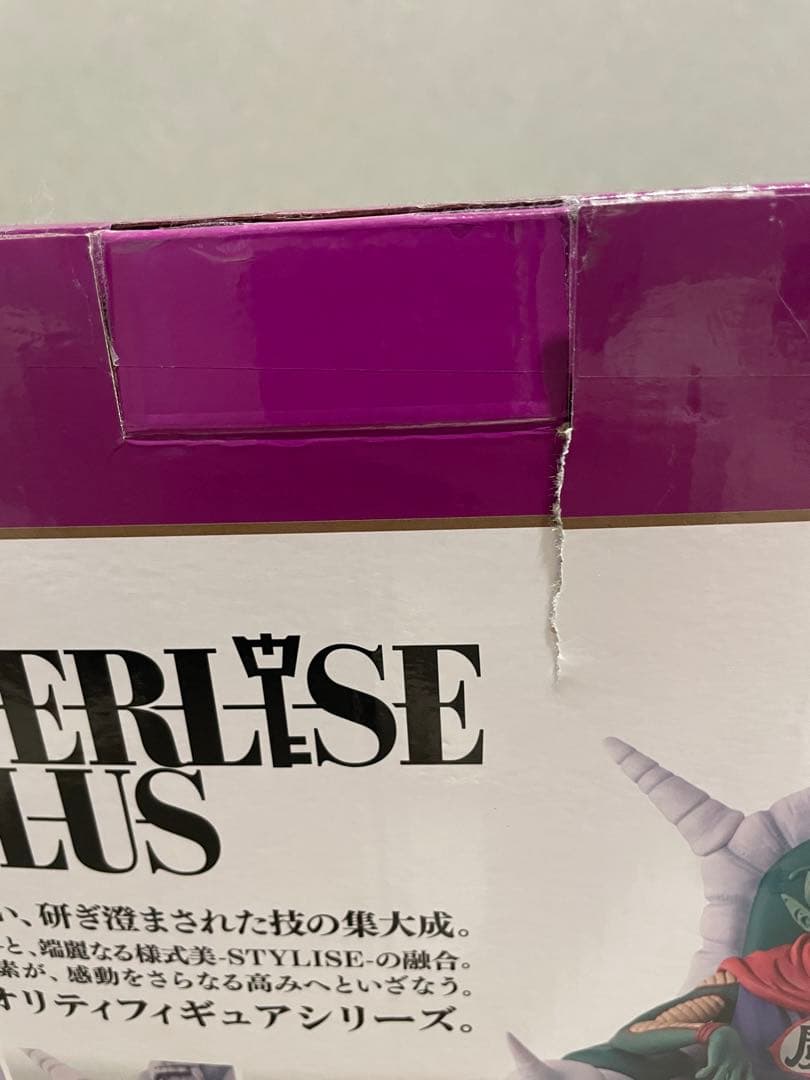 ERLISE
LUS
い、研ぎ澄まされた技の集大成。
と、端麗なる様式美-STYLISE-の融合。
素が、感動をさらなる高みへといざなう。
オリティフィギュアシリーズ。
魔